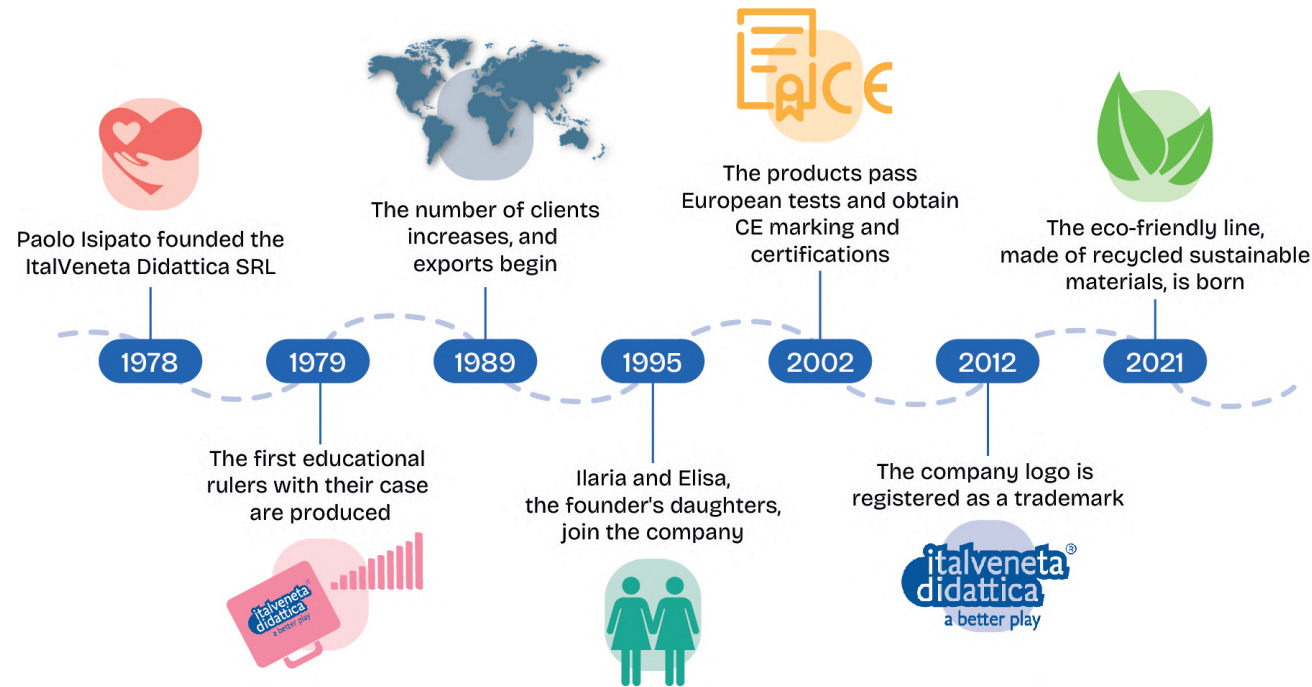 Paolo Isipato founded the
ItalVeneta Didattica SRL
1978
1979
The first educational
rulers with their case
are produced
italveneta
didattica
a better play
The number of clients
increases, and
exports begin
1989
1995
Ilaria and Elisa,
the founder's daughters,
join the company
CE
The products pass
European tests and obtain
CE marking and
certifications
2002
2012
The company logo is
registered as a trademark
italveneta®
didattica
a better play
The eco-friendly line,
made of recycled sustainable
materials, is born
2021